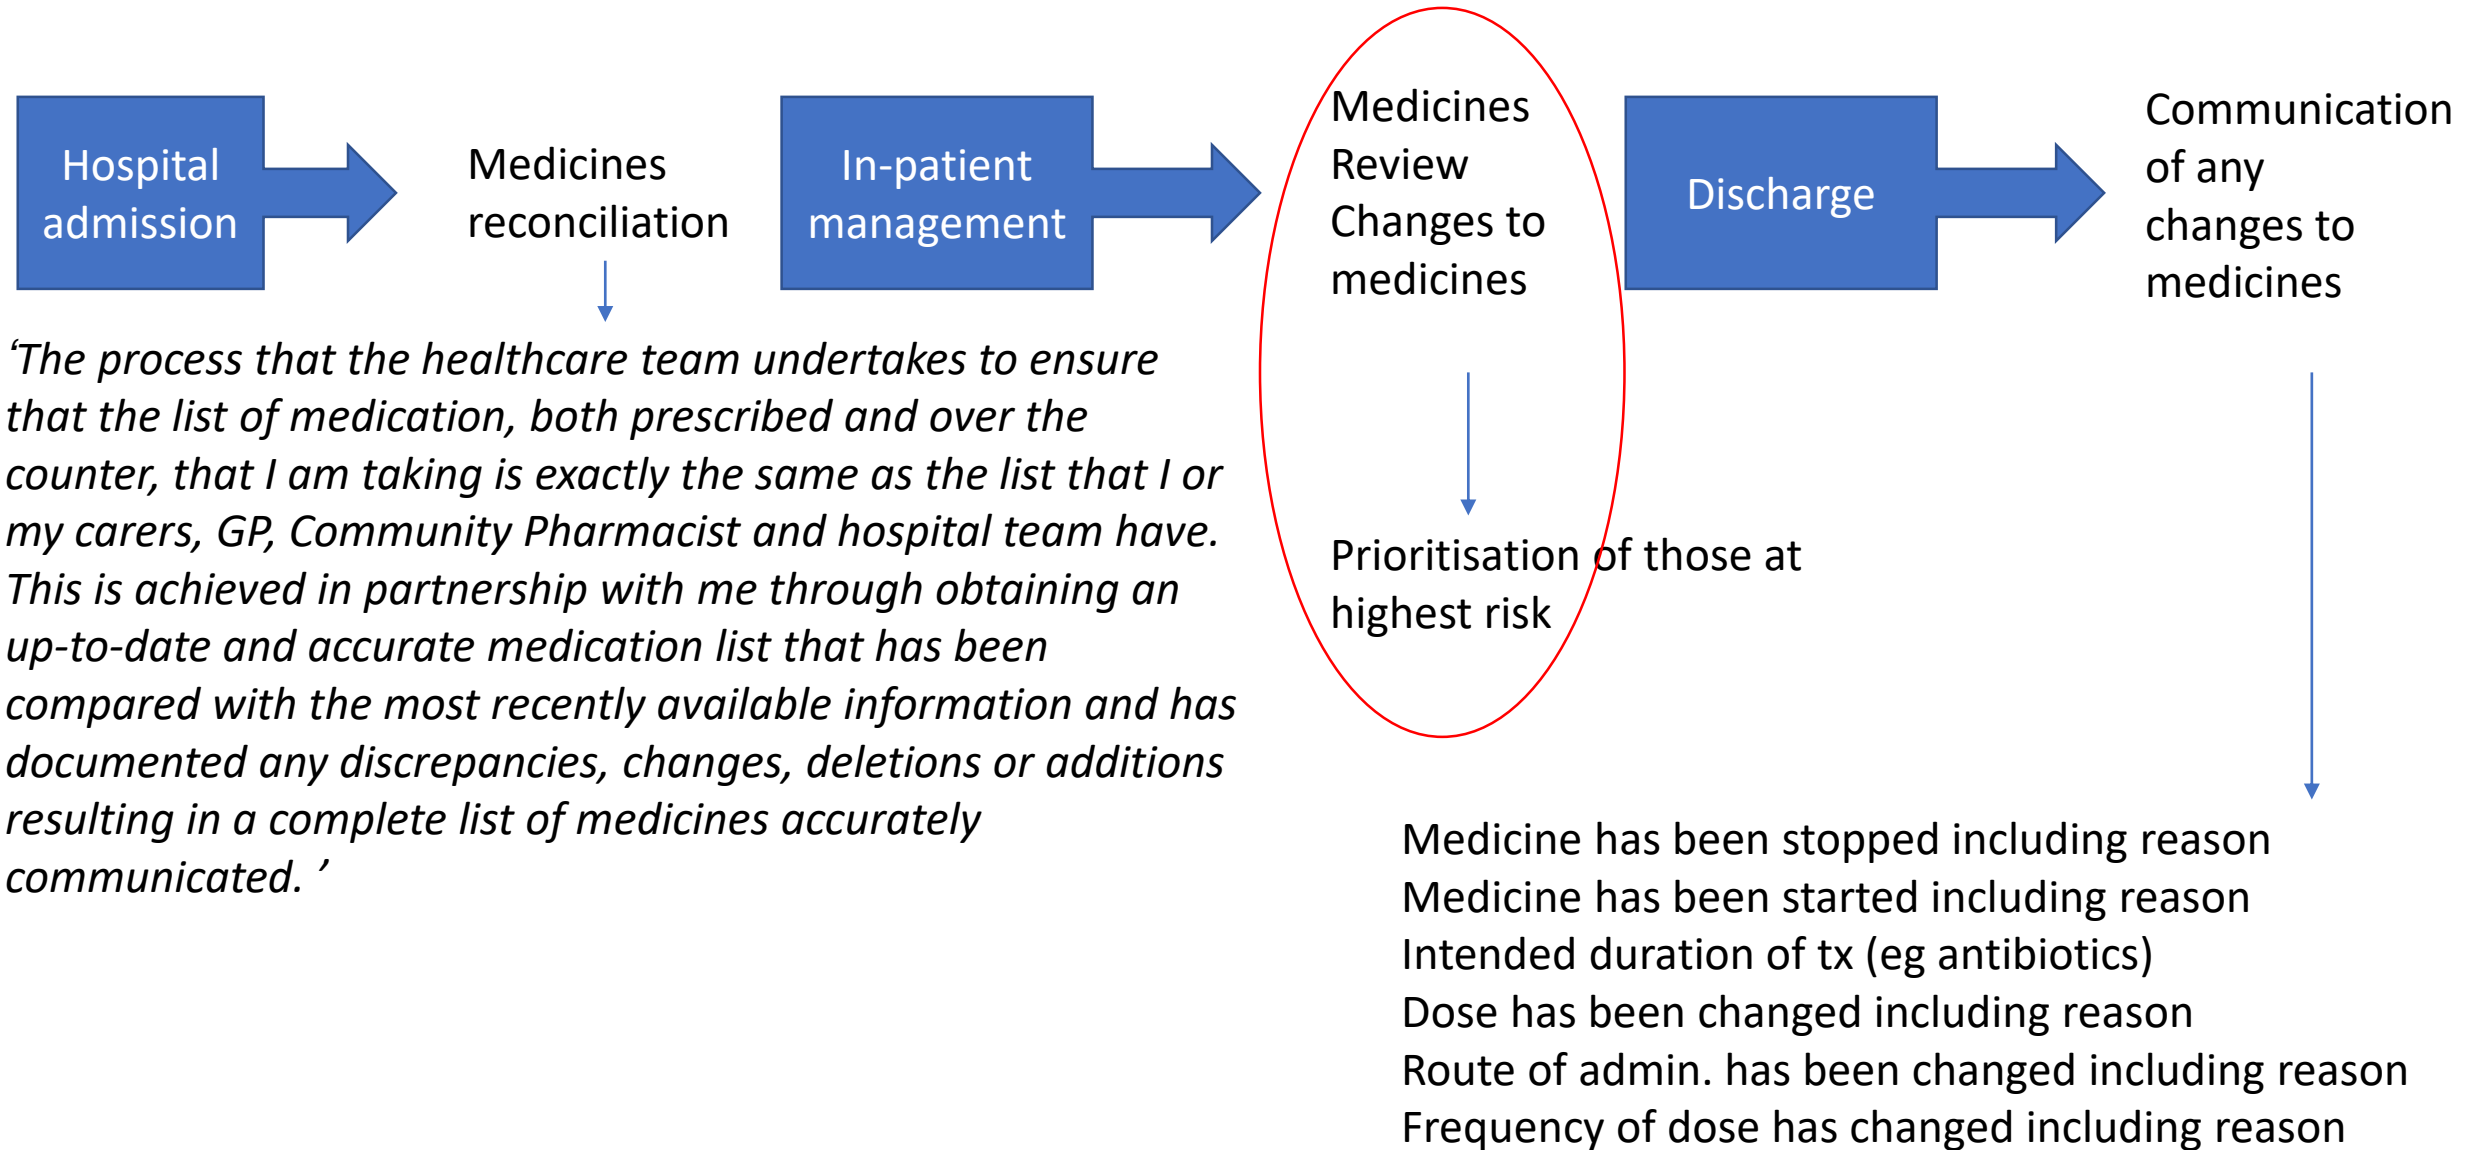 Hospital
admission
Medicines
reconciliation
In-patient
management
Medicines
Review
Changes to
medicines
Discharge
Communication
of any
changes to
medicines
‘The process that the healthcare team undertakes to ensure
that the list of medication, both prescribed and over the
counter, that I am taking is exactly the same as the list that I or
my carers, GP, Community Pharmacist and hospital team have.
This is achieved in partnership with me through obtaining an
up-to-date and accurate medication list that has been
compared with the most recently available information and has
documented any discrepancies, changes, deletions or additions
resulting in a complete list of medicines accurately
communicated. ’
Prioritisation of those at
highest risk
Medicine has been stopped including reason
Medicine has been started including reason
Intended duration of tx (eg antibiotics)
Dose has been changed including reason
Route of admin. has been changed including reason
Frequency of dose has changed including reason